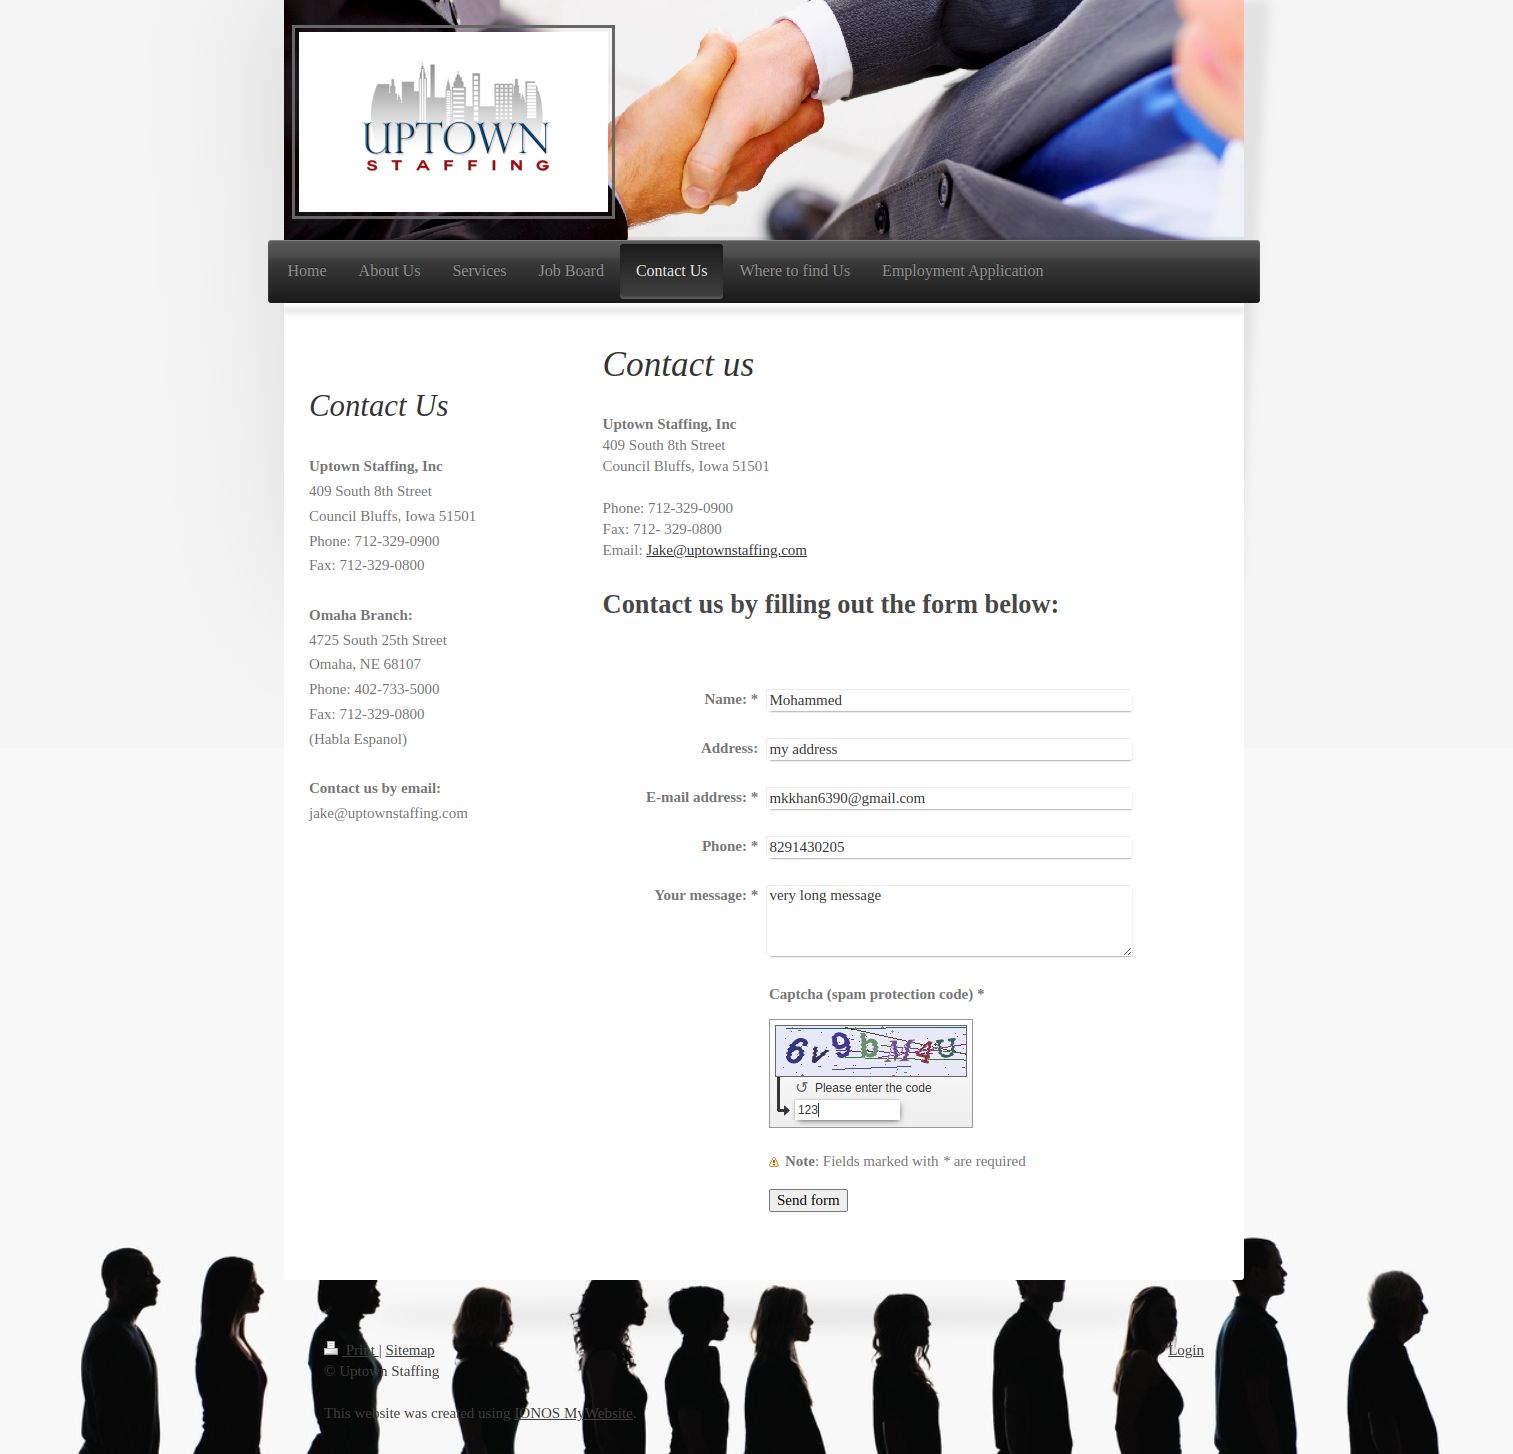 UPTOWN
STAFFING
Home About Us Services Job Board Contact Us Where to find Us Employment Application
Contact us
Contact Us
Uptown Staffing, Inc
409 South 8th Street
Council Bluffs, Iowa 51501
Phone: 712-329-0900
Fax: 712-329-0800
Omaha Branch:
4725 South 25th Street
Omaha, NE 68107
Phone: 402-733-5000
Fax: 712-329-0800
(Habla Espanol)
Contact us by email:
jake@uptownstaffing.com
Uptown Staffing, Inc
409 South 8th Street
Council Bluffs, Iowa 51501
Phone: 712-329-0900
Fax: 712- 329-0800
Email: Jake@uptownstaffing.com
Contact us by filling out the form below:
Name: * Mohammed
Address: my address
E-mail address: * mkkhan6390@gmail.com
Phone: * 8291430205
Your message: * very long message
Captcha (spam protection code) *
Please enter the code
123
Note: Fields marked with * are required
Send form
Print | Sitemap
Login
© Uptown Staffing
This website was created using IONOS MyWebsite.